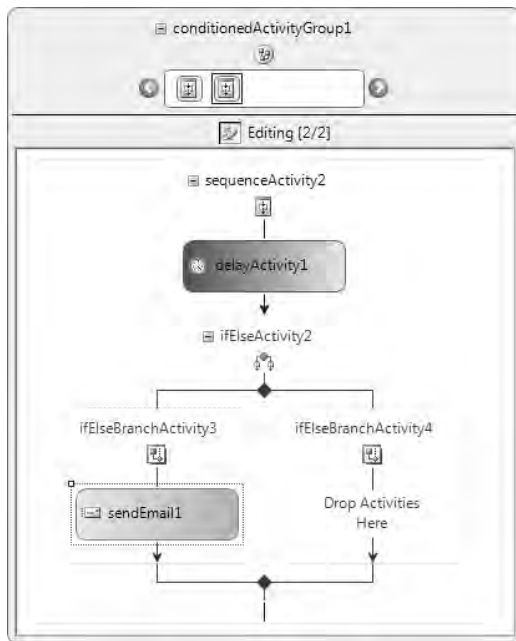 conditionedActivityGroup1
Editing [2/2]
sequenceActivity2
delayActivity1
ifElseActivity2
ifElseBranchActivity3
ifElseBranchActivity4
sendEmail1
Drop Activities
Here